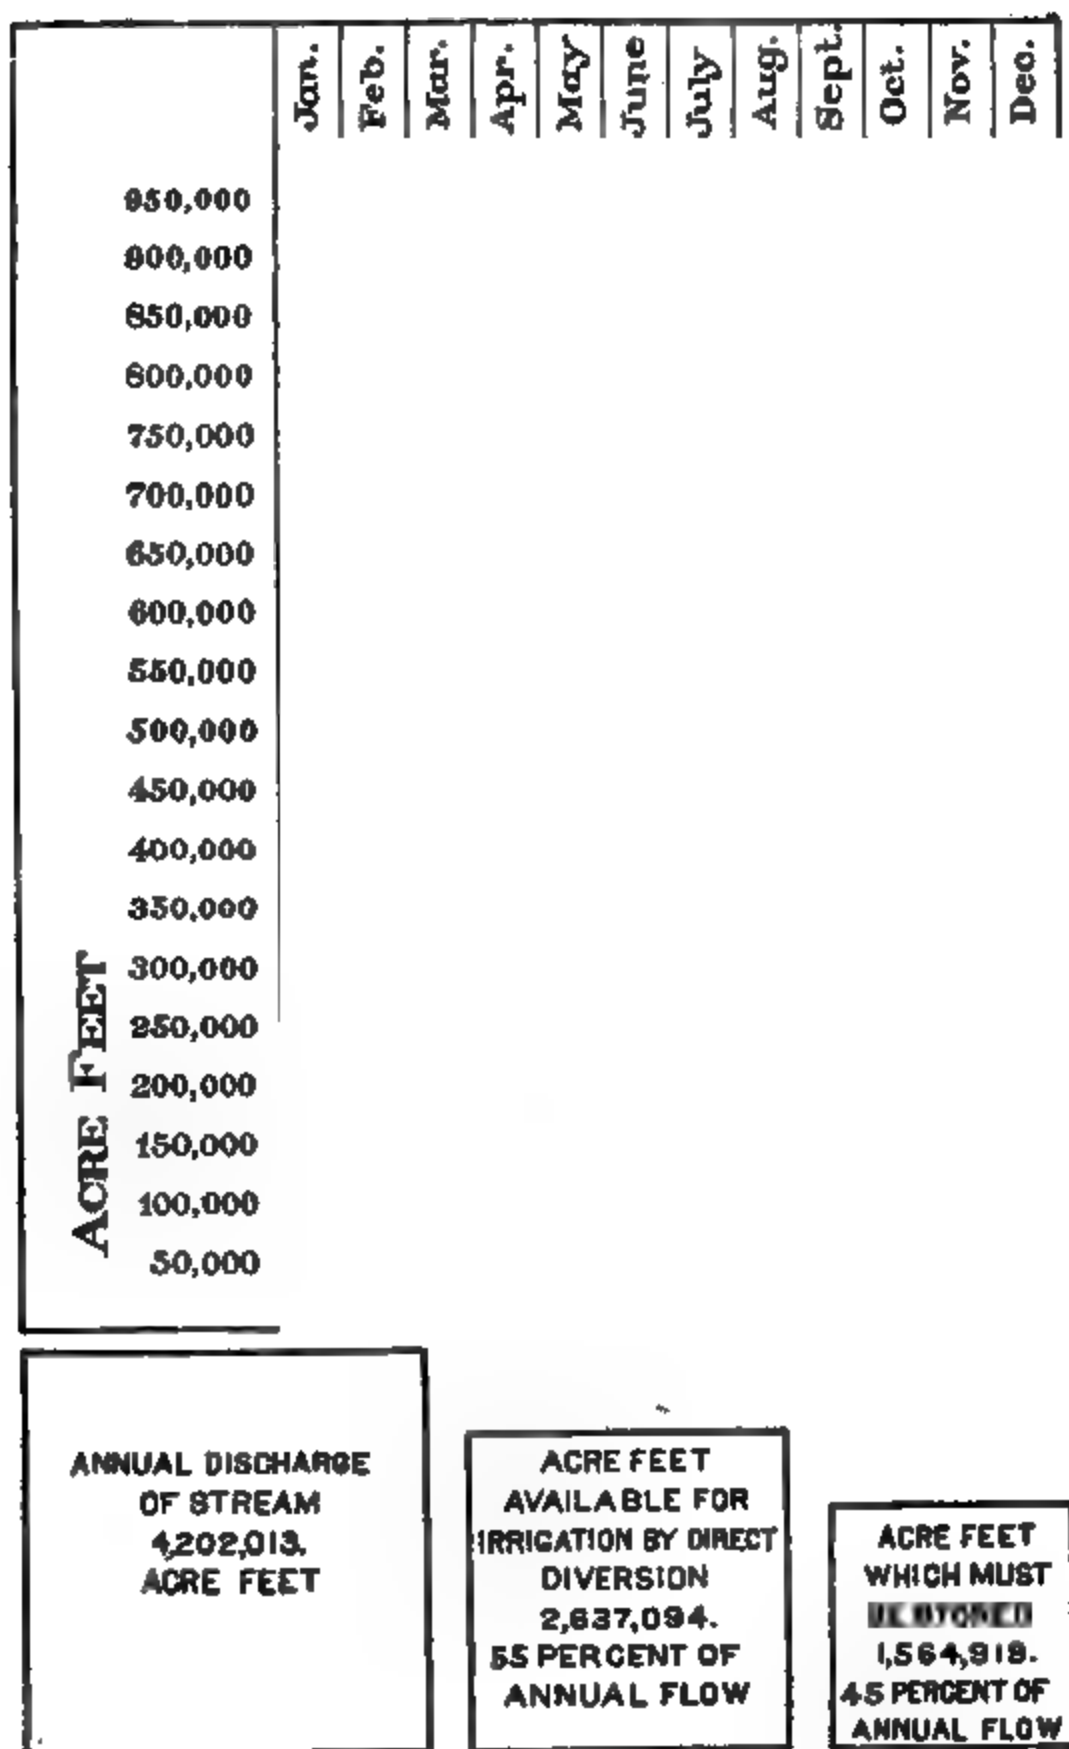 Jan. Feb. Mar. Apr. May June July Aug. Sept. Oct. Nov. Dec.
950,000
900,000
850,000
800,000
750,000
700,000
650,000
600,000
550,000
500,000
450,000
400,000
350,000
300,000
250,000
200,000
150,000
100,000
50,000
ACRE FEET
ANNUAL DISCHARGE
OF STREAM
4,202,013.
ACRE FEET
ACRE FEET
AVAILABLE FOR
IRRIGATION BY DIRECT
DIVERSION
2,637,094.
55 PERCENT OF
ANNUAL FLOW
ACRE FEET
WHICH MUST
1,564,919.
45 PERCENT OF
ANNUAL FLOW